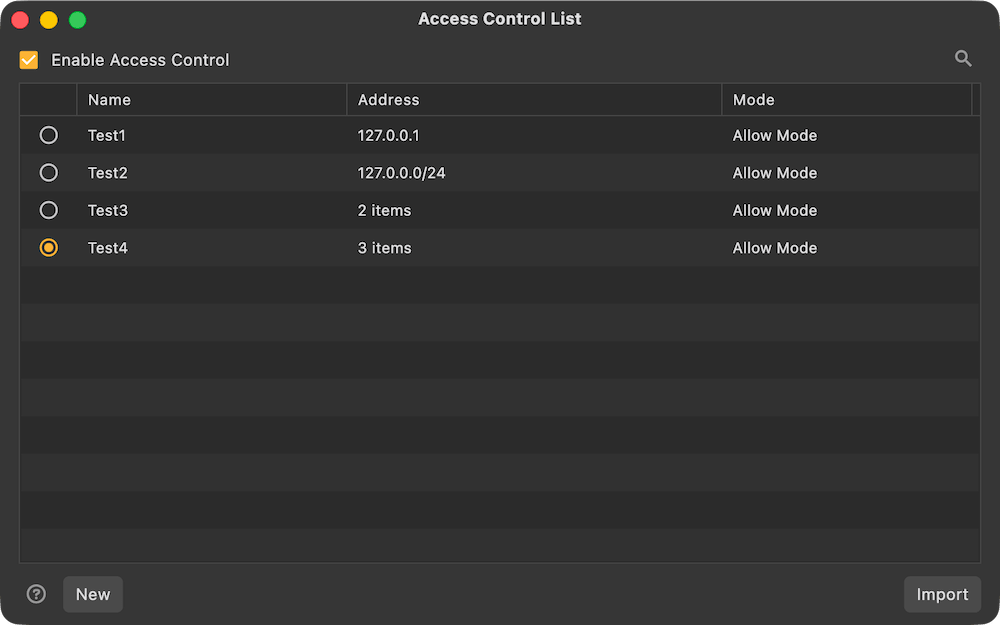 Access Control List
Enable Access Control
Name Address Mode
Test1 127.0.0.1 Allow Mode
Test2 127.0.0.0/24 Allow Mode
Test3 2 items Allow Mode
Test4 3 items Allow Mode
? New Import